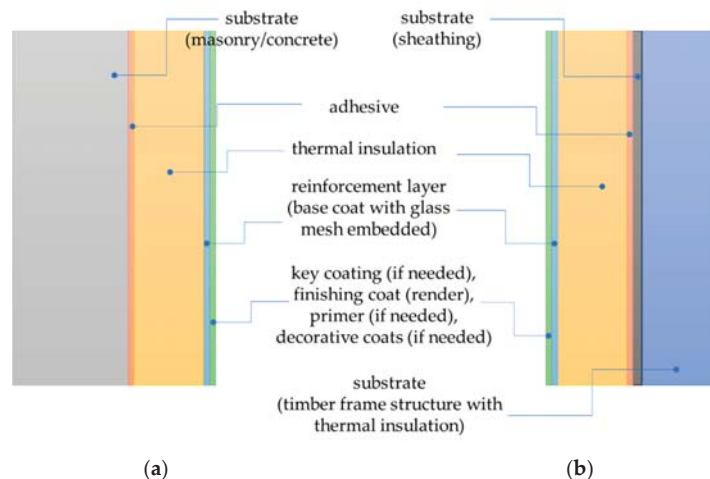 substrate
(masonry/concrete)
substrate
(sheathing)
adhesive
thermal insulation
reinforcement layer
(base coat with glass
mesh embedded)
key coating (if needed),
finishing coat (render),
primer (if needed),
decorative coats (if needed)
substrate
(timber frame structure with
thermal insulation)
(a)
(b)